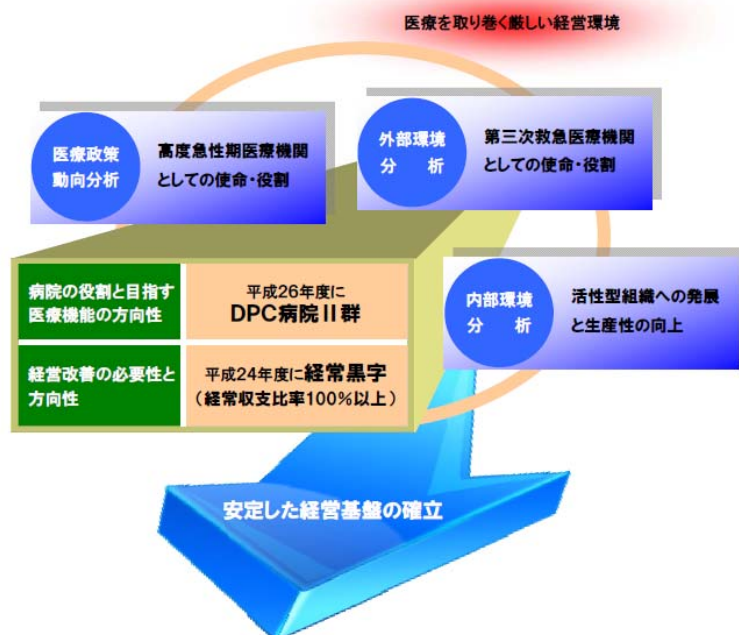 医療を取り巻く厳しい経営環境
医療政策
動向分析
高度急性期医療機関
としての使命・役割
外部環境
分　析
第三次救急医療機関
としての使命・役割
内部環境
分　析
活性型組織への発展
と生産性の向上
病院の役割と目指す
医療機能の方向性
平成26年度に
DPC病院Ⅱ群
経営改善の必要性と
方向性
平成24年度に経常黒字
（経常収支比率100%以上）
安定した経営基盤の確立